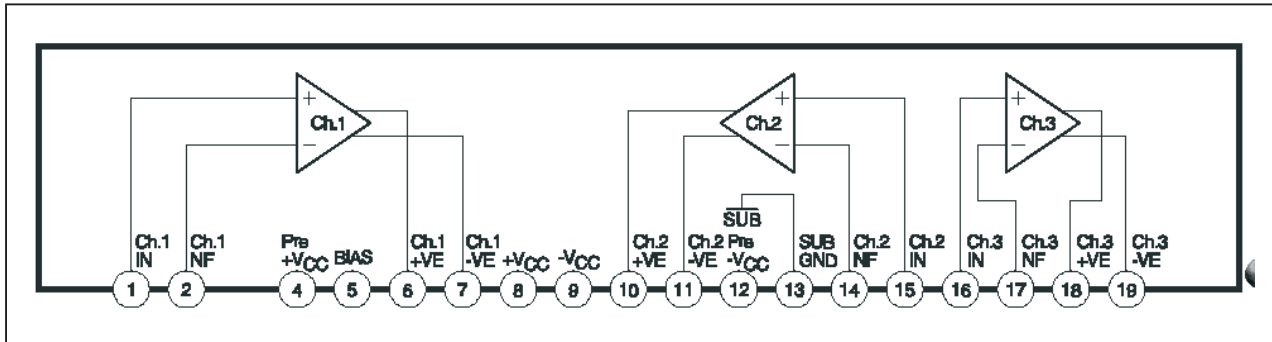 +
Ch.1
−
+
Ch.2
−
+
Ch.3
−
Ch.1 IN
Ch.1 NF
Pre +VCC
BIAS
Ch.1 +VE
Ch.1 -VE
+VCC
-VCC
Ch.2 +VE
Ch.2 -VE
SUB
Pre -VCC
SUB GND
Ch.2 NF
Ch.2 IN
Ch.3 IN
Ch.3 NF
Ch.3 +VE
Ch.3 -VE
1 2 4 5 6 7 8 9 10 11 12 13 14 15 16 17 18 19